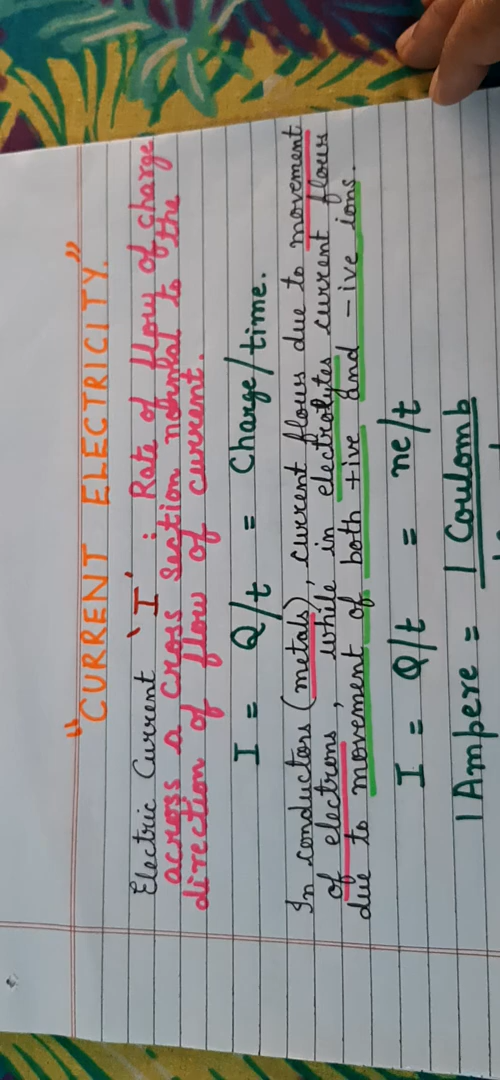 "CURRENT ELECTRICITY."
Electric Current 'I' : Rate of flow of charge
across a cross section normal to the
direction of flow of current.
I = Q/t = Charge/time.
In conductors (metals), current flows due to movement
of electrons, while in electrolytes current flows
due to movement of both +ive and -ive ions.
I = Q/t = ne/t
1 Ampere = 1 Coulomb